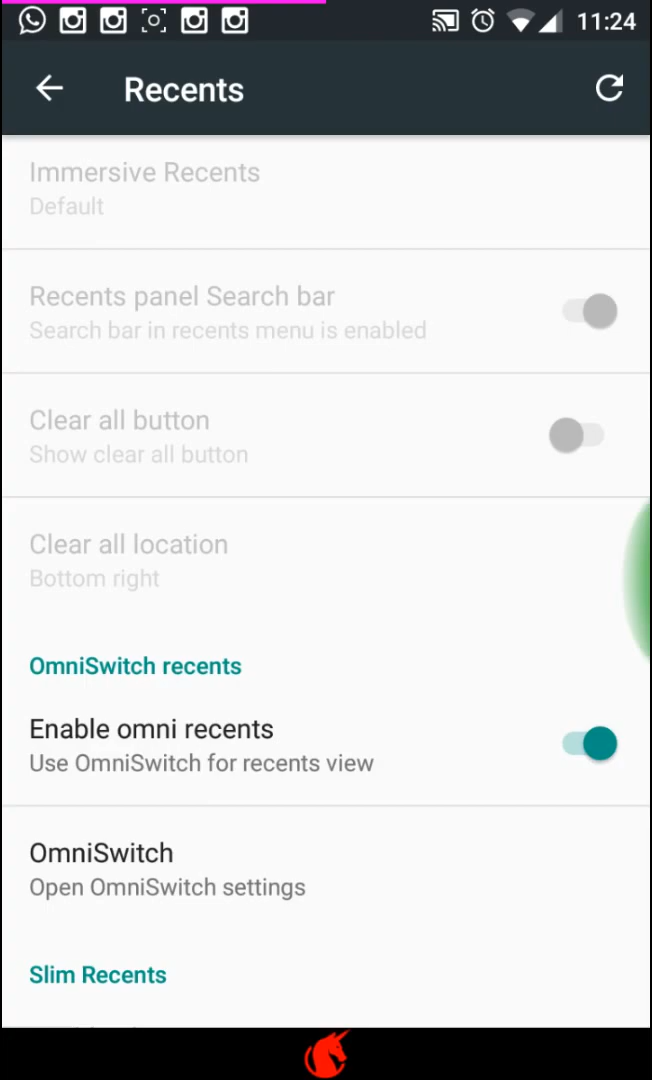 11:24
Recents
Immersive Recents
Default
Recents panel Search bar
Search bar in recents menu is enabled
Clear all button
Show clear all button
Clear all location
Bottom right
OmniSwitch recents
Enable omni recents
Use OmniSwitch for recents view
OmniSwitch
Open OmniSwitch settings
Slim Recents